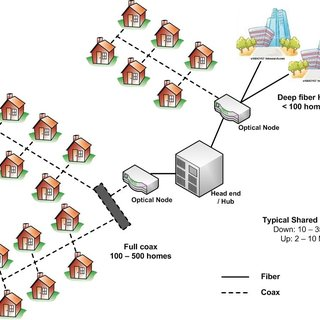 Deep fiber H
< 100 hom
Optical Node
Head end
/ Hub
Optical Node
Full coax
100 – 500 homes
Typical Shared
Down: 10 – 3
Up: 2 – 10 M
Fiber
Coax